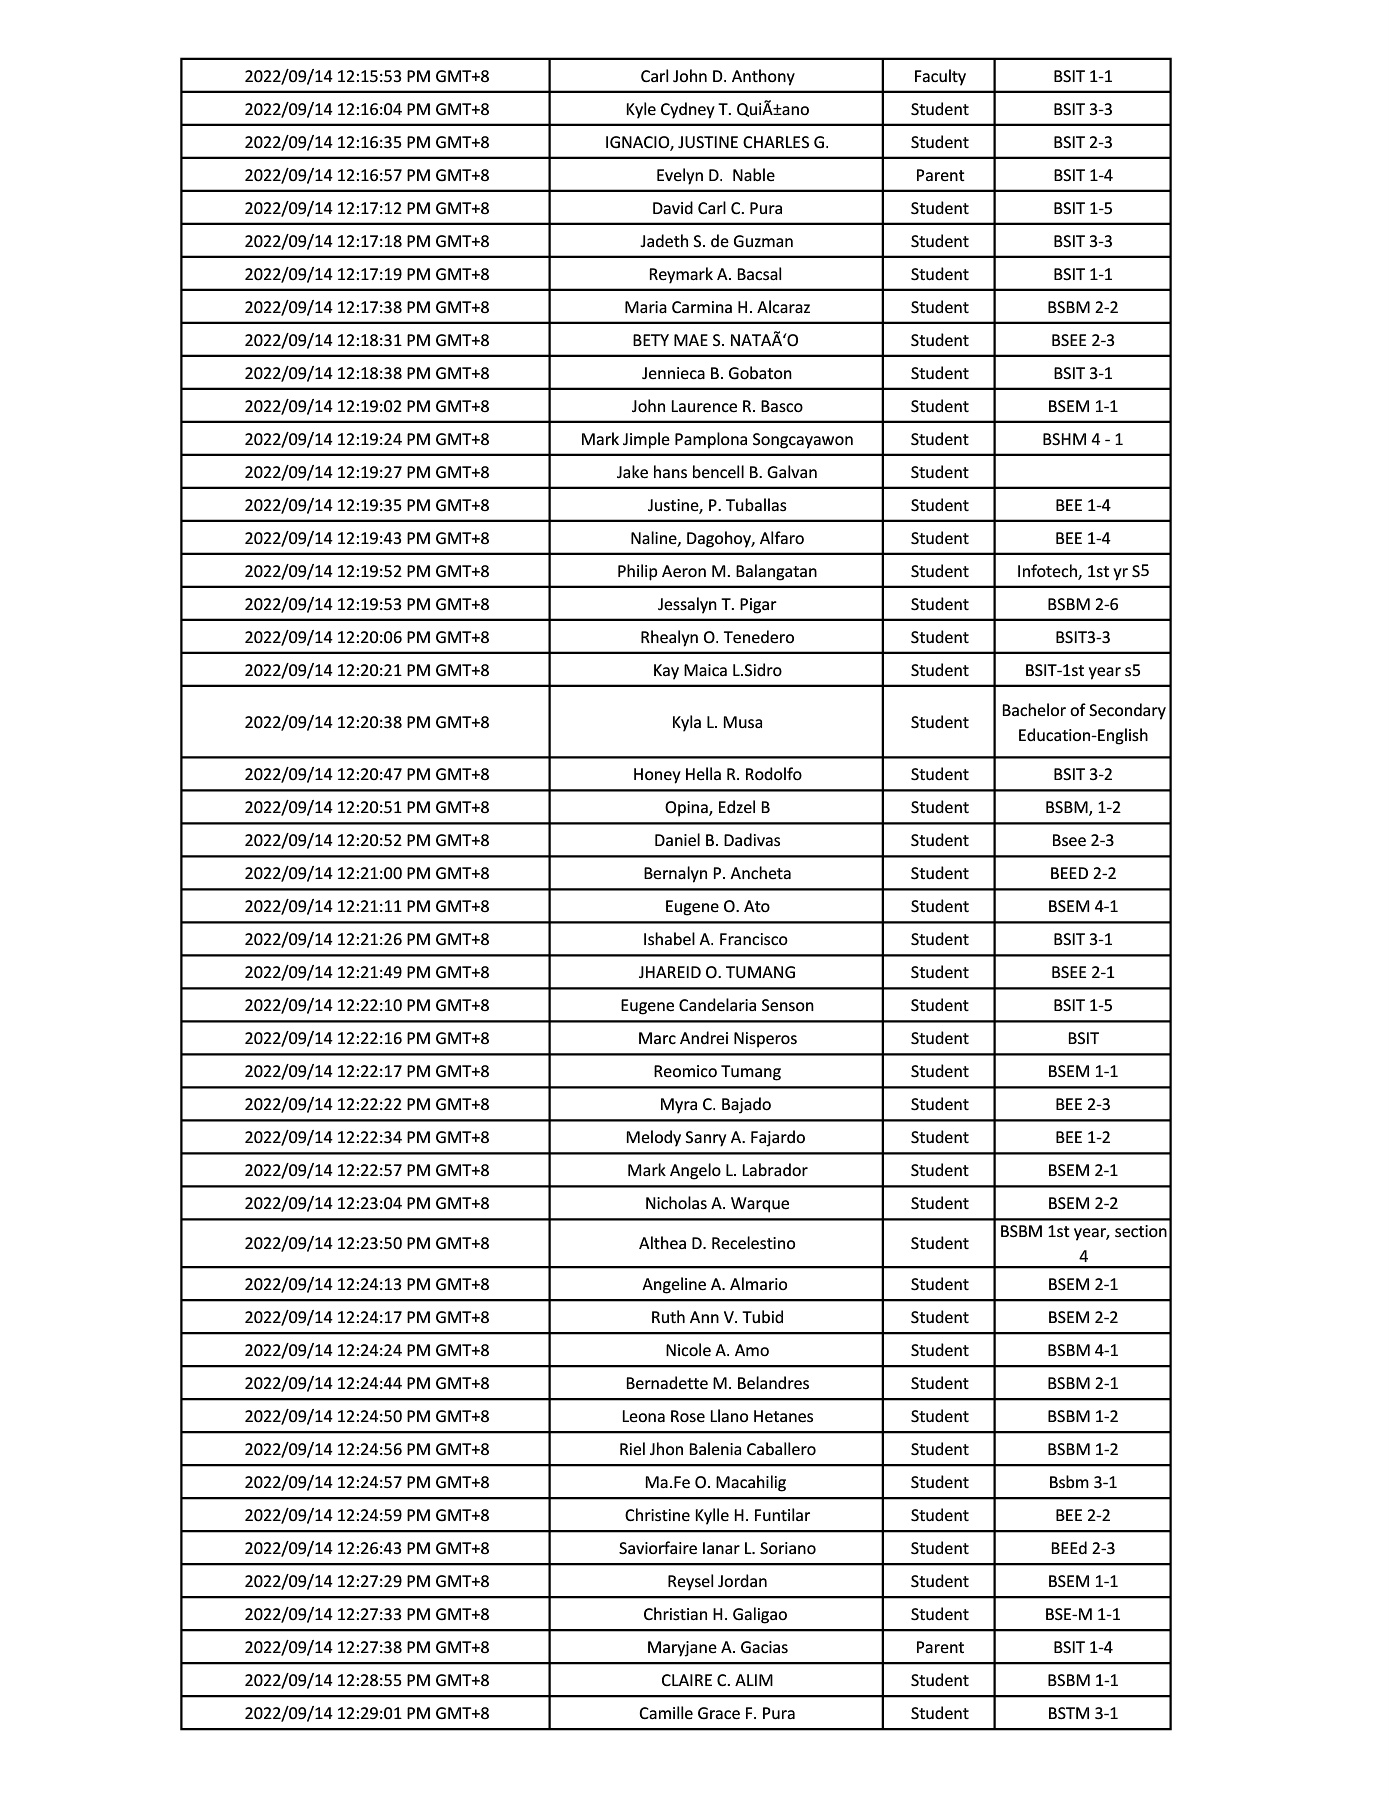 2022/09/14 12:15:53 PM GMT+8 Carl John D. Anthony Faculty BSIT 1-1
2022/09/14 12:16:04 PM GMT+8 Kyle Cydney T. QuiÃ±ano Student BSIT 3-3
2022/09/14 12:16:35 PM GMT+8 IGNACIO, JUSTINE CHARLES G. Student BSIT 2-3
2022/09/14 12:16:57 PM GMT+8 Evelyn D.  Nable Parent BSIT 1-4
2022/09/14 12:17:12 PM GMT+8 David Carl C. Pura Student BSIT 1-5
2022/09/14 12:17:18 PM GMT+8 Jadeth S. de Guzman Student BSIT 3-3
2022/09/14 12:17:19 PM GMT+8 Reymark A. Bacsal Student BSIT 1-1
2022/09/14 12:17:38 PM GMT+8 Maria Carmina H. Alcaraz Student BSBM 2-2
2022/09/14 12:18:31 PM GMT+8 BETY MAE S. NATAÃ‘O Student BSEE 2-3
2022/09/14 12:18:38 PM GMT+8 Jennieca B. Gobaton Student BSIT 3-1
2022/09/14 12:19:02 PM GMT+8 John Laurence R. Basco Student BSEM 1-1
2022/09/14 12:19:24 PM GMT+8 Mark Jimple Pamplona Songcayawon Student BSHM 4 - 1
2022/09/14 12:19:27 PM GMT+8 Jake hans bencell B. Galvan Student
2022/09/14 12:19:35 PM GMT+8 Justine, P. Tuballas Student BEE 1-4
2022/09/14 12:19:43 PM GMT+8 Naline, Dagohoy, Alfaro Student BEE 1-4
2022/09/14 12:19:52 PM GMT+8 Philip Aeron M. Balangatan Student Infotech, 1st yr S5
2022/09/14 12:19:53 PM GMT+8 Jessalyn T. Pigar Student BSBM 2-6
2022/09/14 12:20:06 PM GMT+8 Rhealyn O. Tenedero Student BSIT3-3
2022/09/14 12:20:21 PM GMT+8 Kay Maica L.Sidro Student BSIT-1st year s5
2022/09/14 12:20:38 PM GMT+8 Kyla L. Musa Student Bachelor of Secondary
Education-English
2022/09/14 12:20:47 PM GMT+8 Honey Hella R. Rodolfo Student BSIT 3-2
2022/09/14 12:20:51 PM GMT+8 Opina, Edzel B Student BSBM, 1-2
2022/09/14 12:20:52 PM GMT+8 Daniel B. Dadivas Student Bsee 2-3
2022/09/14 12:21:00 PM GMT+8 Bernalyn P. Ancheta Student BEED 2-2
2022/09/14 12:21:11 PM GMT+8 Eugene O. Ato Student BSEM 4-1
2022/09/14 12:21:26 PM GMT+8 Ishabel A. Francisco Student BSIT 3-1
2022/09/14 12:21:49 PM GMT+8 JHAREID O. TUMANG Student BSEE 2-1
2022/09/14 12:22:10 PM GMT+8 Eugene Candelaria Senson Student BSIT 1-5
2022/09/14 12:22:16 PM GMT+8 Marc Andrei Nisperos Student BSIT
2022/09/14 12:22:17 PM GMT+8 Reomico Tumang Student BSEM 1-1
2022/09/14 12:22:22 PM GMT+8 Myra C. Bajado Student BEE 2-3
2022/09/14 12:22:34 PM GMT+8 Melody Sanry A. Fajardo Student BEE 1-2
2022/09/14 12:22:57 PM GMT+8 Mark Angelo L. Labrador Student BSEM 2-1
2022/09/14 12:23:04 PM GMT+8 Nicholas A. Warque Student BSEM 2-2
2022/09/14 12:23:50 PM GMT+8 Althea D. Recelestino Student BSBM 1st year, section
4
2022/09/14 12:24:13 PM GMT+8 Angeline A. Almario Student BSEM 2-1
2022/09/14 12:24:17 PM GMT+8 Ruth Ann V. Tubid Student BSEM 2-2
2022/09/14 12:24:24 PM GMT+8 Nicole A. Amo Student BSBM 4-1
2022/09/14 12:24:44 PM GMT+8 Bernadette M. Belandres Student BSBM 2-1
2022/09/14 12:24:50 PM GMT+8 Leona Rose Llano Hetanes Student BSBM 1-2
2022/09/14 12:24:56 PM GMT+8 Riel Jhon Balenia Caballero Student BSBM 1-2
2022/09/14 12:24:57 PM GMT+8 Ma.Fe O. Macahilig Student Bsbm 3-1
2022/09/14 12:24:59 PM GMT+8 Christine Kylle H. Funtilar Student BEE 2-2
2022/09/14 12:26:43 PM GMT+8 Saviorfaire Ianar L. Soriano Student BEEd 2-3
2022/09/14 12:27:29 PM GMT+8 Reysel Jordan Student BSEM 1-1
2022/09/14 12:27:33 PM GMT+8 Christian H. Galigao Student BSE-M 1-1
2022/09/14 12:27:38 PM GMT+8 Maryjane A. Gacias Parent BSIT 1-4
2022/09/14 12:28:55 PM GMT+8 CLAIRE C. ALIM Student BSBM 1-1
2022/09/14 12:29:01 PM GMT+8 Camille Grace F. Pura Student BSTM 3-1